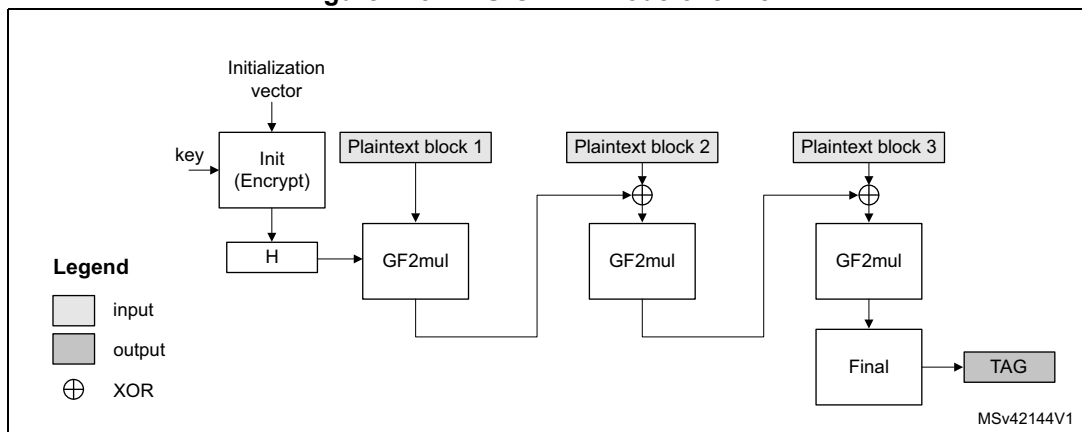 Initialization
vector
key
Init
(Encrypt)
H
Plaintext block 1
Plaintext block 2
Plaintext block 3
GF2mul
GF2mul
GF2mul
Final
TAG
Legend
input
output
XOR
MSv42144V1